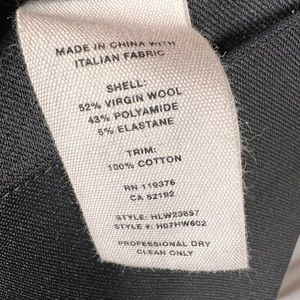 MADE IN CHINA WITH
ITALIAN FABRIC
SHELL:
52% VIRGIN WOOL
43% POLYAMIDE
5% ELASTANE
TRIM:
100% COTTON
RN 119376
CA 52192
STYLE: HLW23857
STYLE #: H07HW602
PROFESSIONAL DRY
CLEAN ONLY